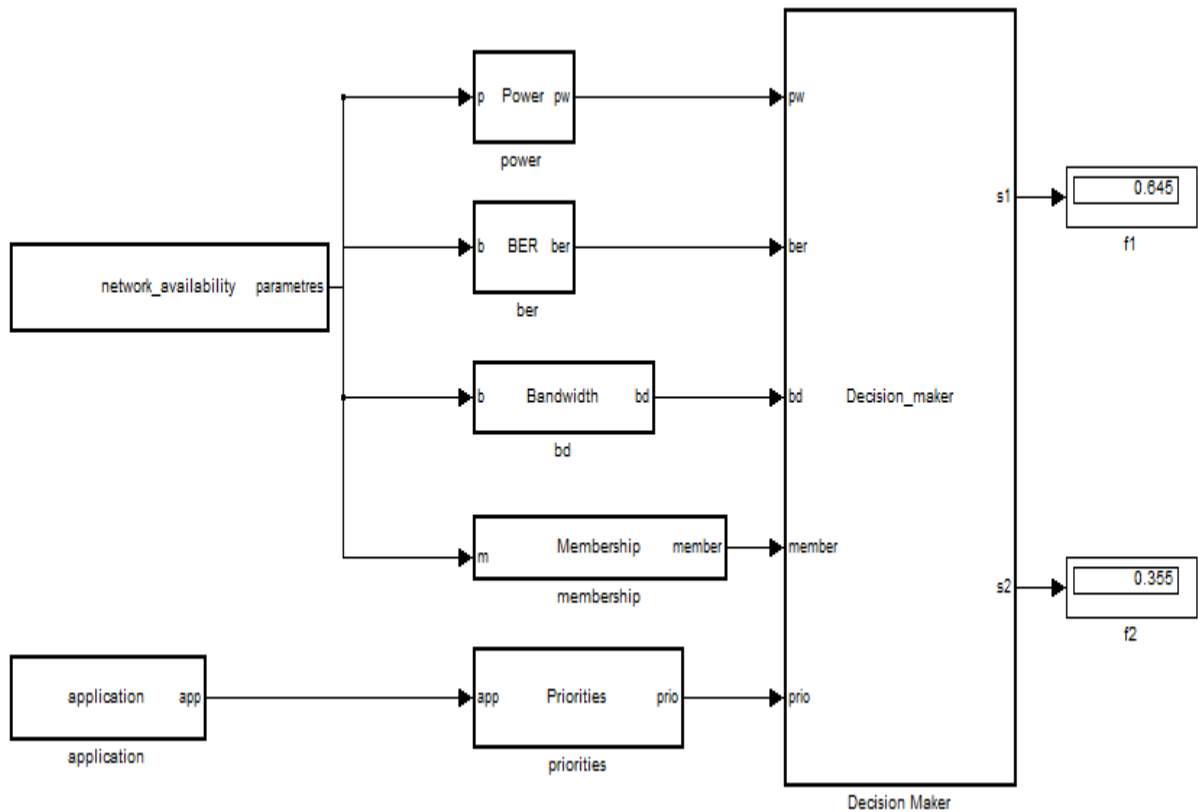 p Power pw
power
pw
s1
0.645
f1
b BER ber
ber
ber
network_availability parametres
b Bandwidth bd
bd
bd
Decision_maker
m Membership member
membership
member
s2
0.355
f2
application app
application
app Priorities prio
priorities
prio
Decision Maker